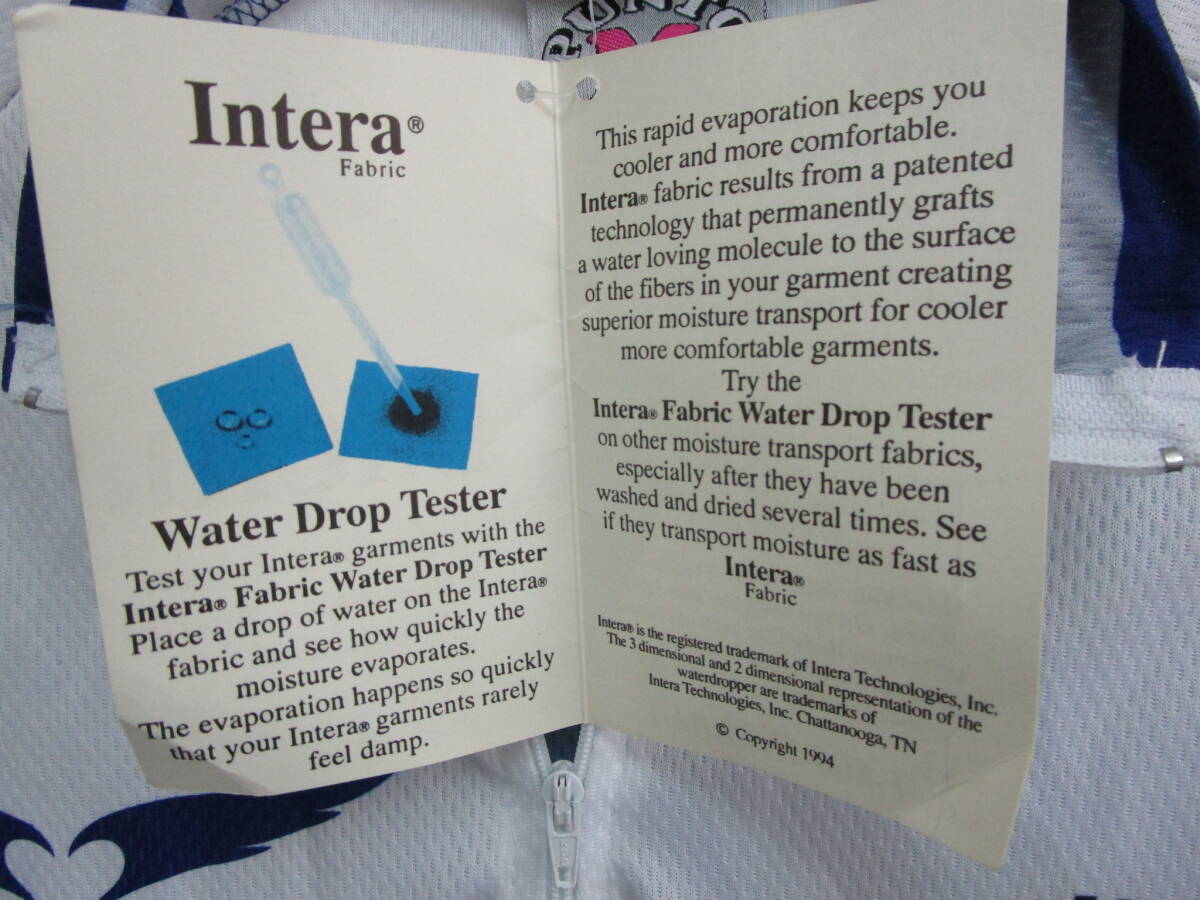 Intera®
Fabric
Water Drop Tester
Test your Intera® garments with the
Intera® Fabric Water Drop Tester
Place a drop of water on the Intera®
fabric and see how quickly the
moisture evaporates.
The evaporation happens so quickly
that your Intera® garments rarely
feel damp.
This rapid evaporation keeps you
cooler and more comfortable.
Intera® fabric results from a patented
technology that permanently grafts
a water loving molecule to the surface
of the fibers in your garment creating
superior moisture transport for cooler
more comfortable garments.
Try the
Intera® Fabric Water Drop Tester
on other moisture transport fabrics,
especially after they have been
washed and dried several times. See
if they transport moisture as fast as
Intera®
Fabric
Intera® is the registered trademark of Intera Technologies, Inc.
The 3 dimensional and 2 dimensional representation of the
waterdropper are trademarks of
Intera Technologies, Inc. Chattanooga, TN
© Copyright 1994